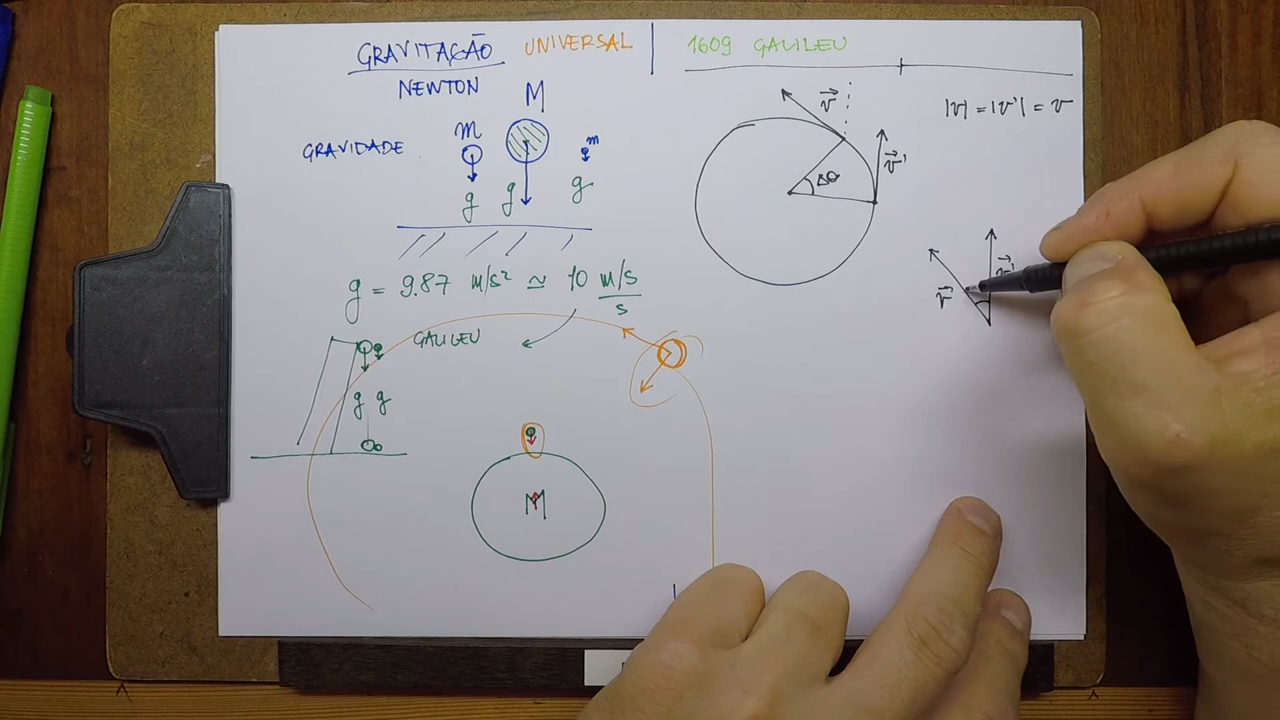 GRAVITAÇÃO UNIVERSAL
NEWTON
M
m
m
GRAVIDADE
g g g
g = 9.87 m/s² ≃ 10 m/s/s
GALILEU
g g
M
1609 GALILEU
v⃗
|v| = |v'| = v
v⃗'
Δθ
v⃗'
v⃗